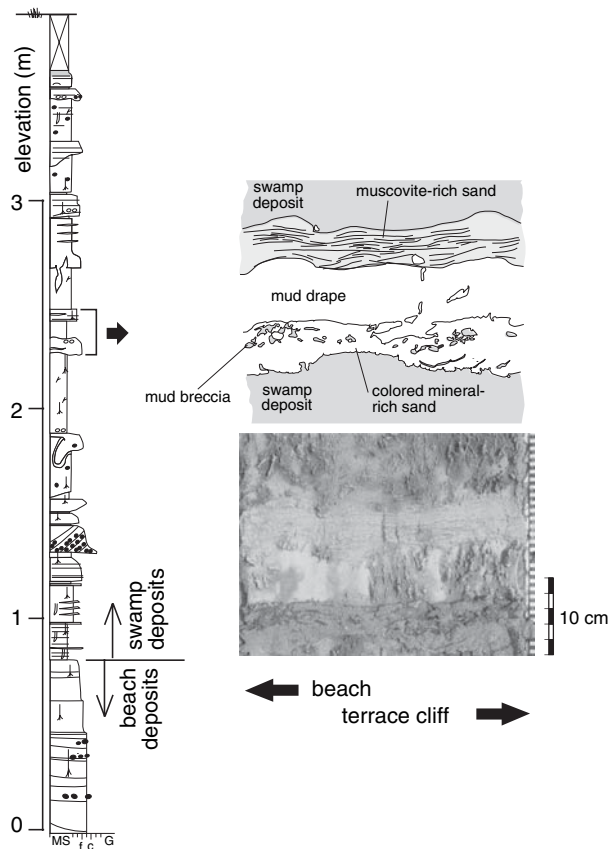 elevation (m)
3
2
1
0
swamp
deposits
beach
deposits
MS
f c
G
swamp
deposit
muscovite-rich sand
mud drape
mud breccia
swamp
deposit
colored mineral-
rich sand
10 cm
beach
terrace cliff